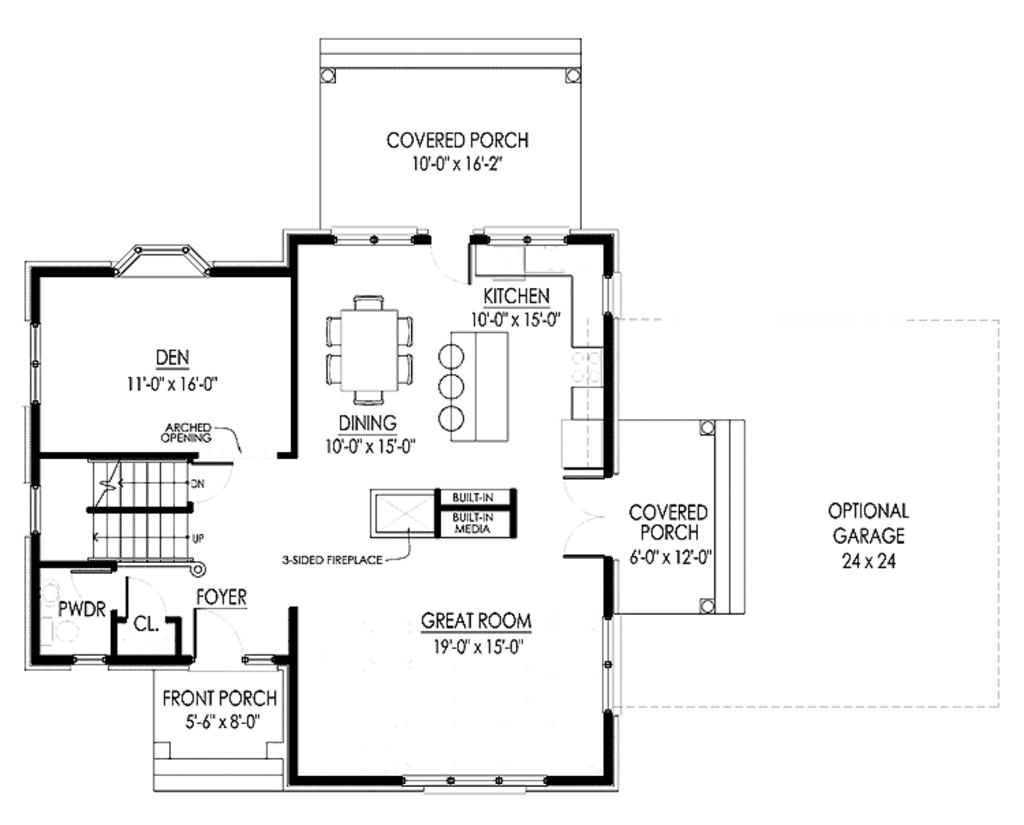 COVERED PORCH
10'-0" x 16'-2"
KITCHEN
10'-0" x 15'-0"
DEN
11'-0" x 16'-0"
DINING
10'-0" x 15'-0"
ARCHED
OPENING
DN
UP
BUILT-IN
BUILT-IN
MEDIA
3-SIDED FIREPLACE
COVERED
PORCH
6'-0" x 12'-0"
OPTIONAL
GARAGE
24 x 24
PWDR
CL.
FOYER
GREAT ROOM
19'-0" x 15'-0"
FRONT PORCH
5'-6" x 8'-0"